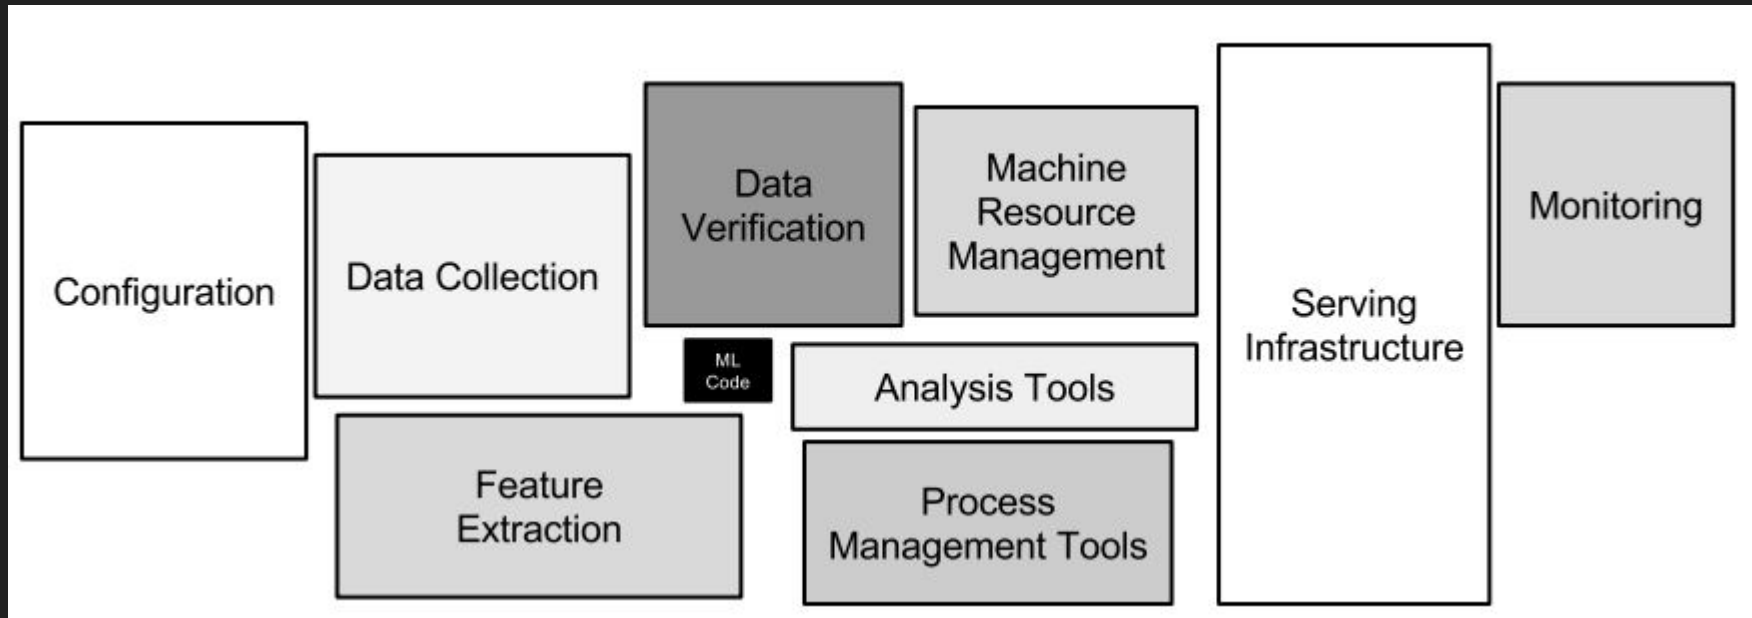 Configuration
Data Collection
Feature
Extraction
Data
Verification
ML
Code
Machine
Resource
Management
Analysis Tools
Process
Management Tools
Serving
Infrastructure
Monitoring